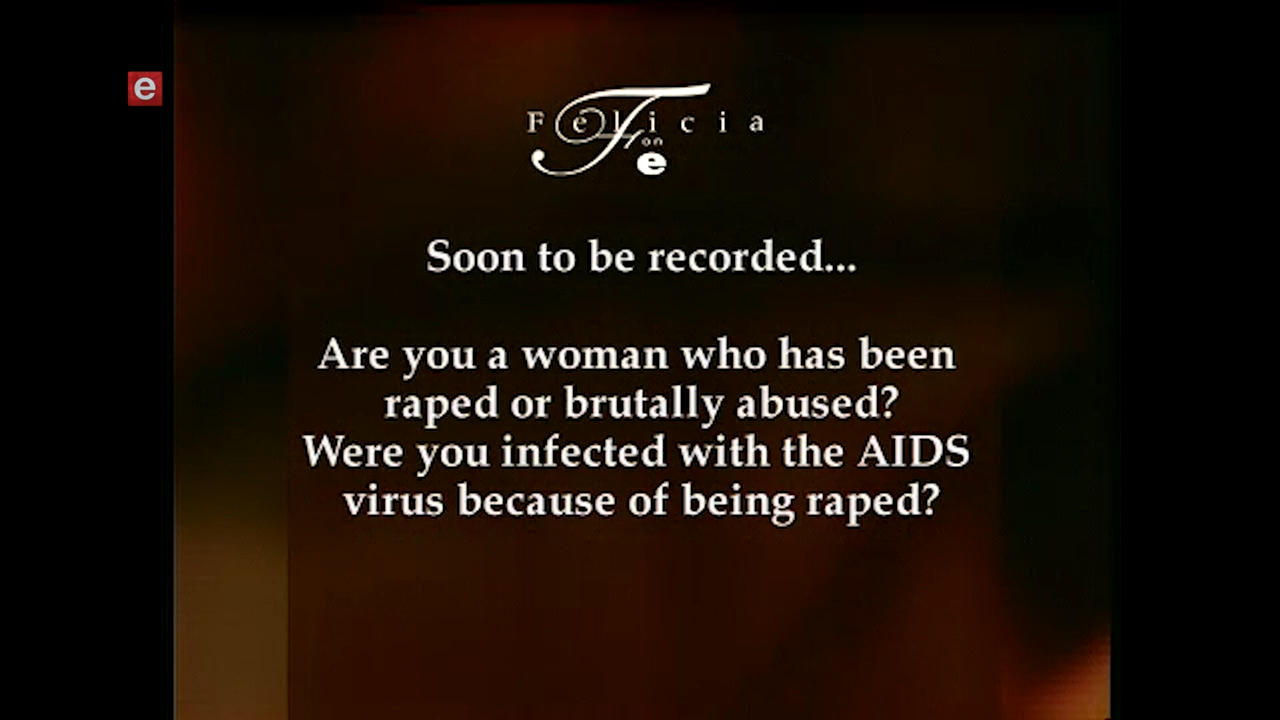 e
Felicia
on
e
Soon to be recorded...
Are you a woman who has been
raped or brutally abused?
Were you infected with the AIDS
virus because of being raped?